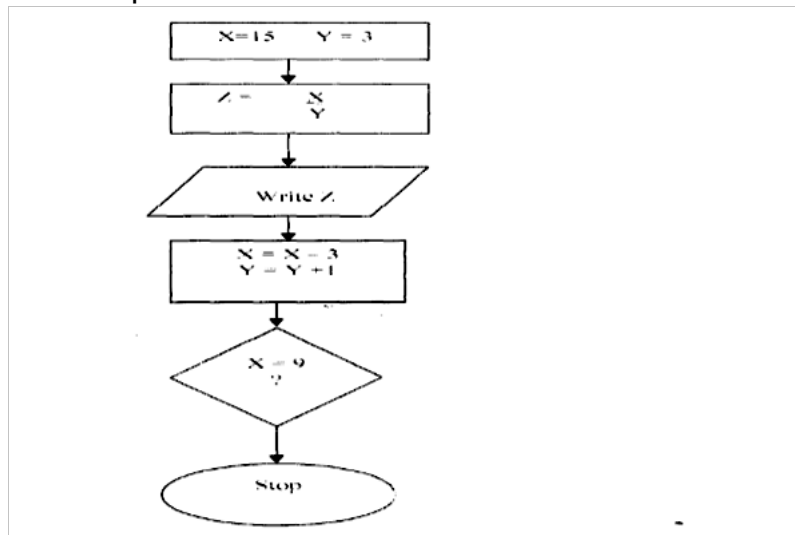 X=15 Y = 3
Z = X
Y
Write Z
X = X – 3
Y = Y +1
X = 9
?
Stop